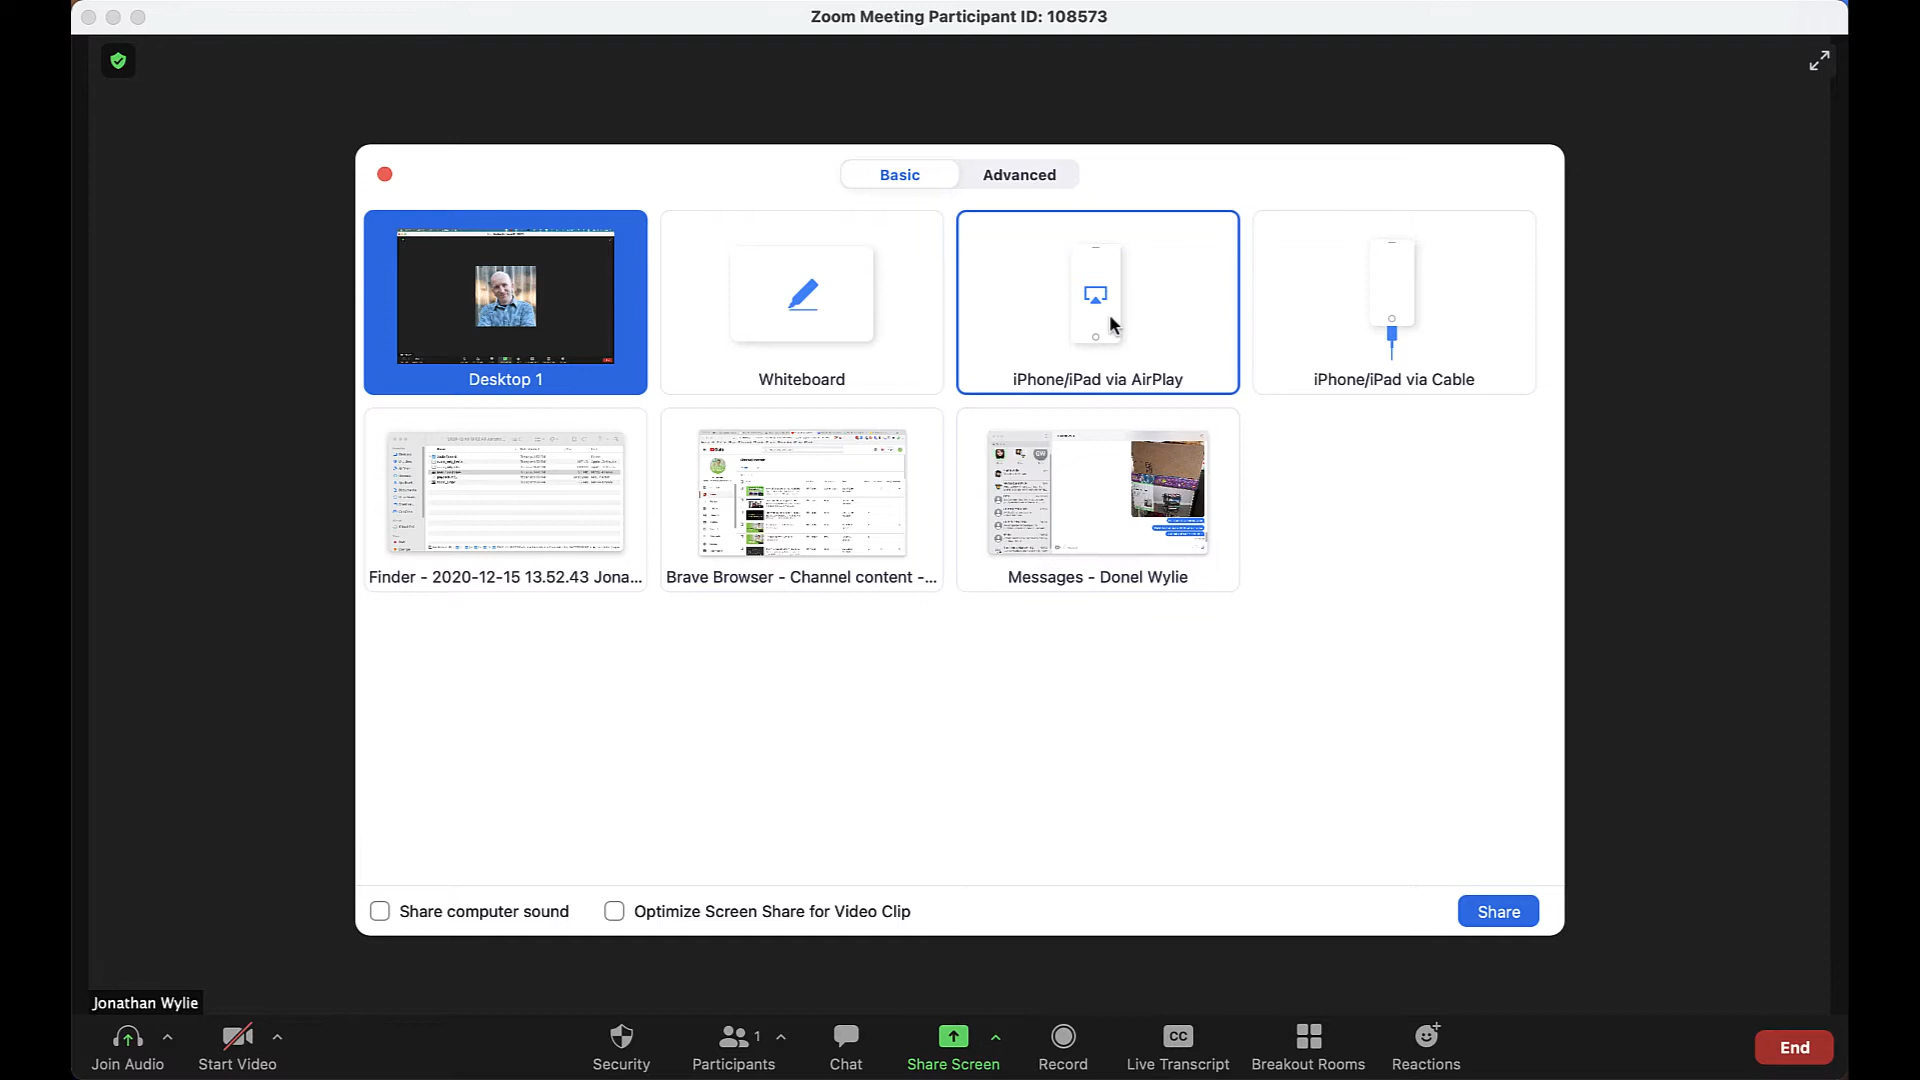 Zoom Meeting Participant ID: 108573
Basic
Advanced
Desktop 1
Whiteboard
iPhone/iPad via AirPlay
iPhone/iPad via Cable
Finder - 2020-12-15 13.52.43 Jona...
Brave Browser - Channel content -...
Messages - Donel Wylie
Share computer sound
Optimize Screen Share for Video Clip
Share
Jonathan Wylie
1
CC
Join Audio
Start Video
Security
Participants
Chat
Share Screen
Record
Live Transcript
Breakout Rooms
Reactions
End